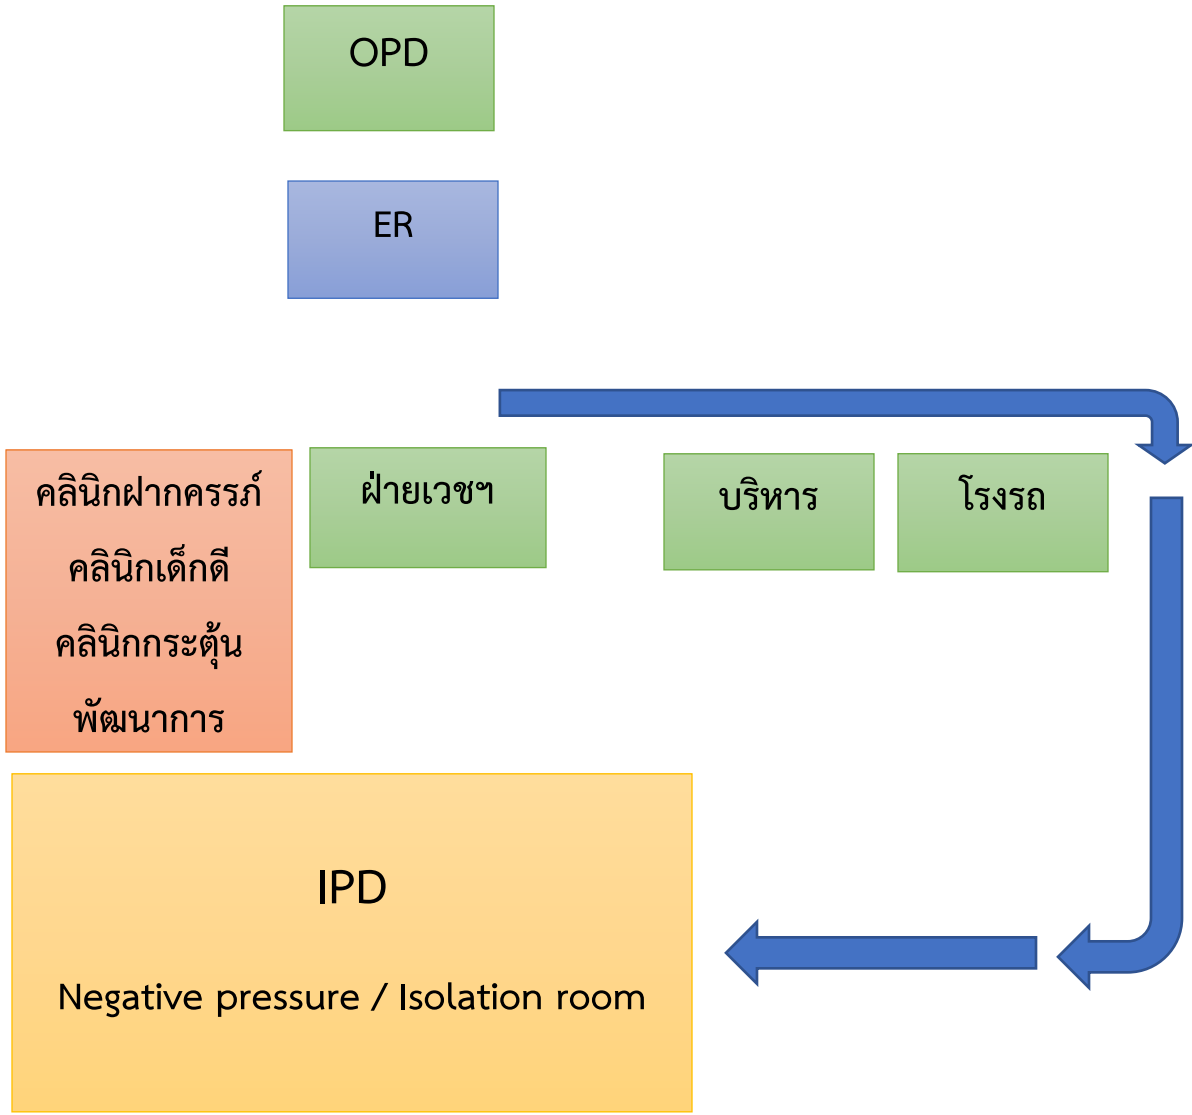 OPD
ER
คลินิกฝากครรภ์
คลินิกเด็กดี
คลินิกกระตุ้น
พัฒนาการ
ฝ่ายเวชฯ
บริหาร
โรงรถ
IPD
Negative pressure / Isolation room